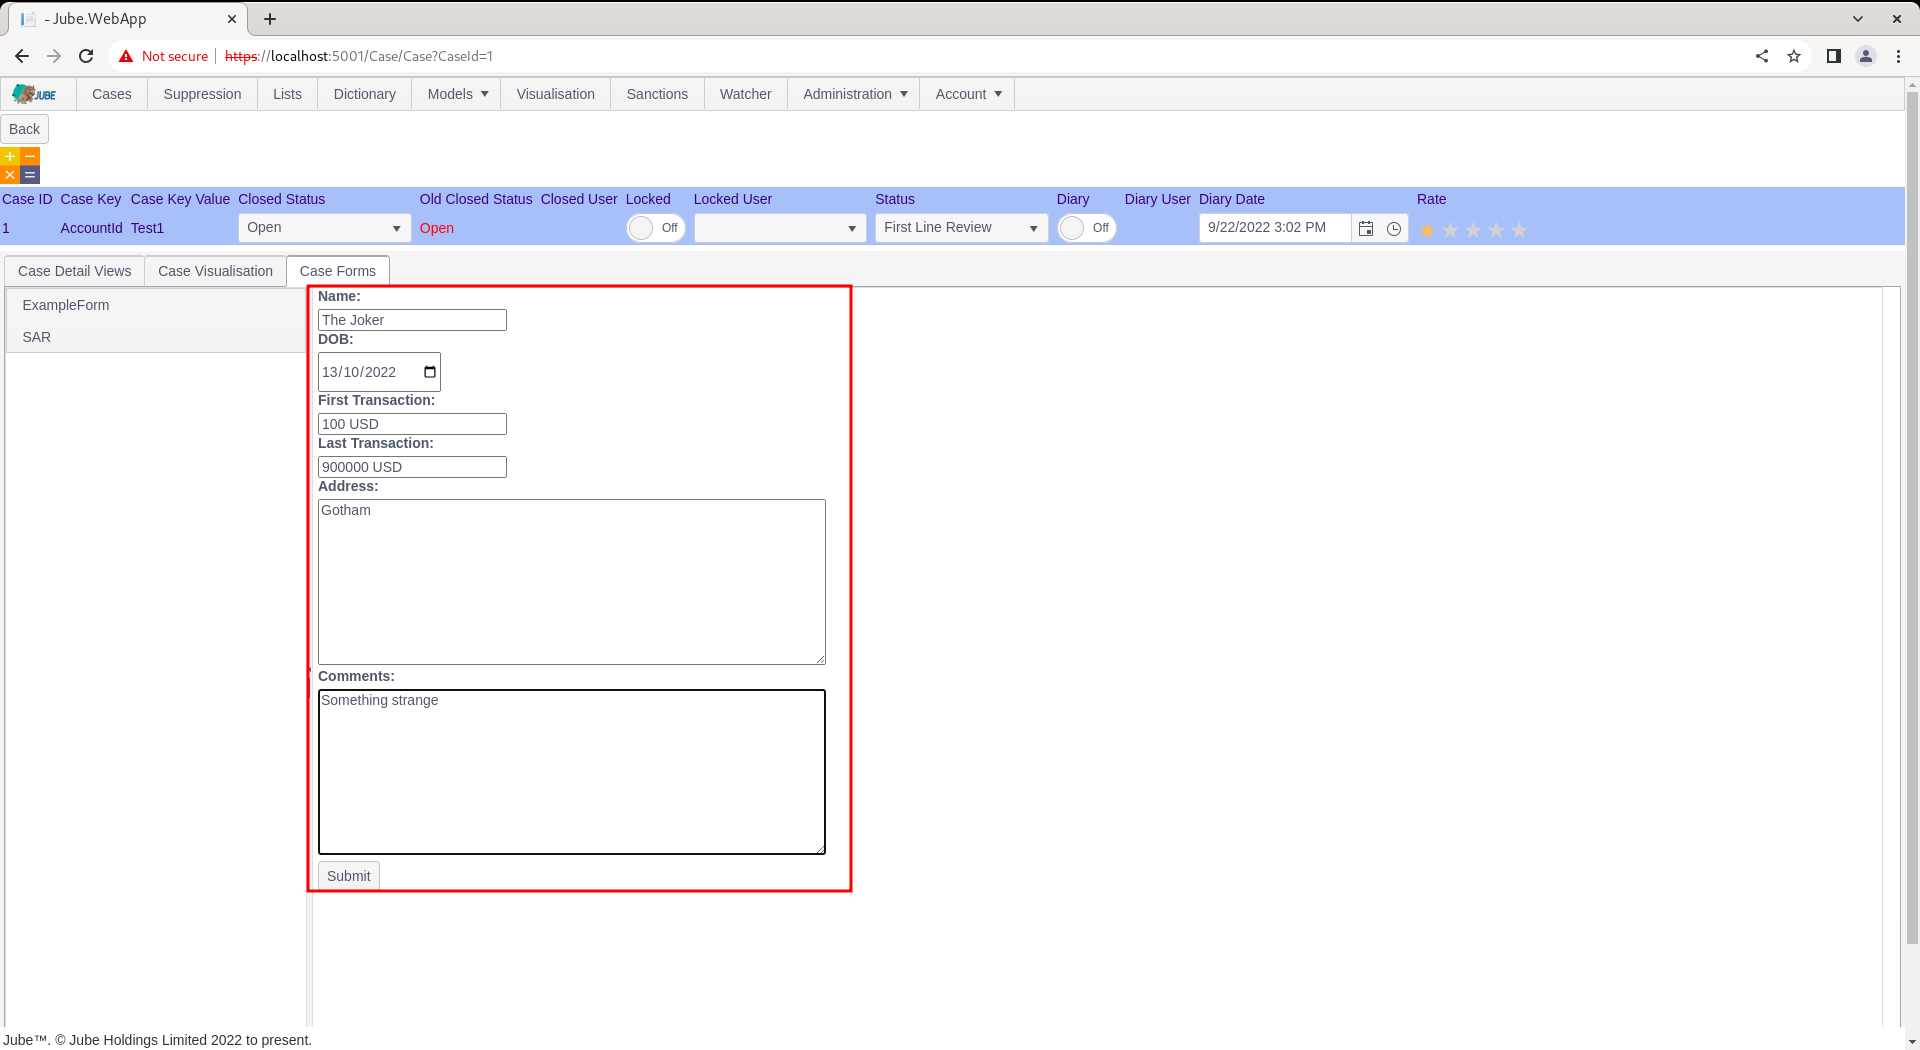 - Jube.WebApp
Not secure https://localhost:5001/Case/Case?CaseId=1
JUBE Cases Suppression Lists Dictionary Models Visualisation Sanctions Watcher Administration Account
Back
Case ID Case Key Case Key Value Closed Status Old Closed Status Closed User Locked Locked User Status Diary Diary User Diary Date Rate
1 AccountId Test1 Open Open Off First Line Review Off 9/22/2022 3:02 PM
Case Detail Views Case Visualisation Case Forms
ExampleForm
SAR
Name:
The Joker
DOB:
13/10/2022
First Transaction:
100 USD
Last Transaction:
900000 USD
Address:
Gotham
Comments:
Something strange
Submit
Jube™. © Jube Holdings Limited 2022 to present.